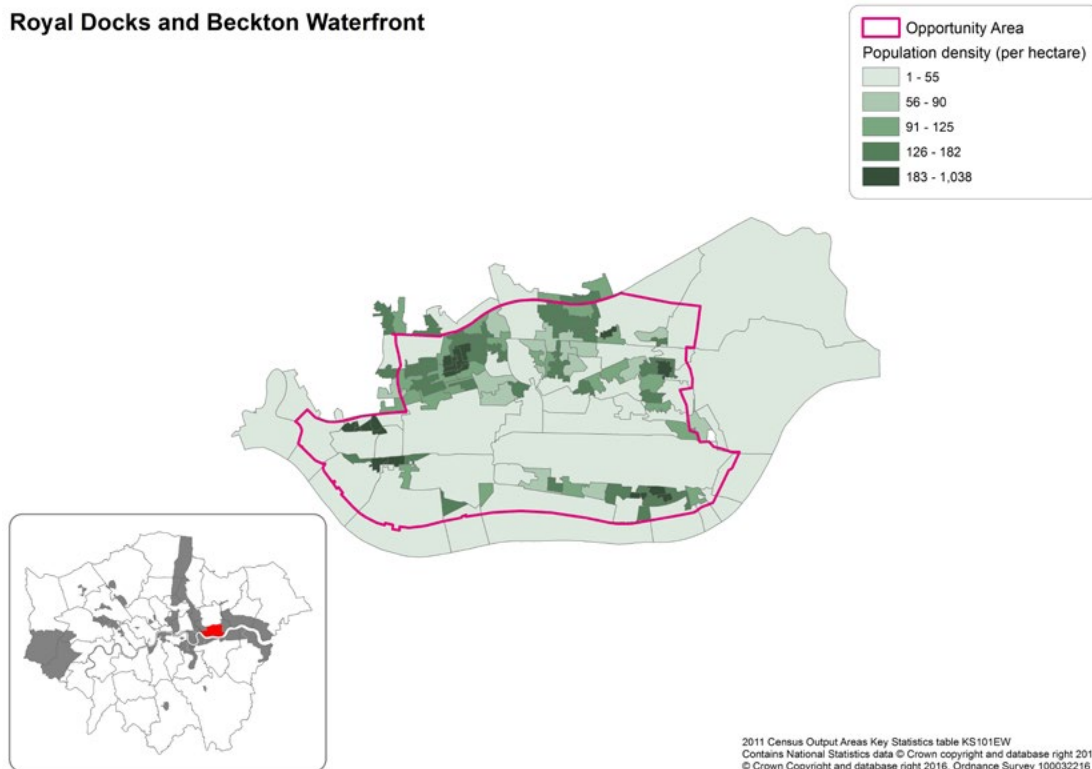 Royal Docks and Beckton Waterfront
Opportunity Area
Population density (per hectare)
1 - 55
56 - 90
91 - 125
126 - 182
183 - 1,038
2011 Census Output Areas Key Statistics table KS101EW
Contains National Statistics data © Crown copyright and database right 201
© Crown Copyright and database right 2016. Ordnance Survey 100032216